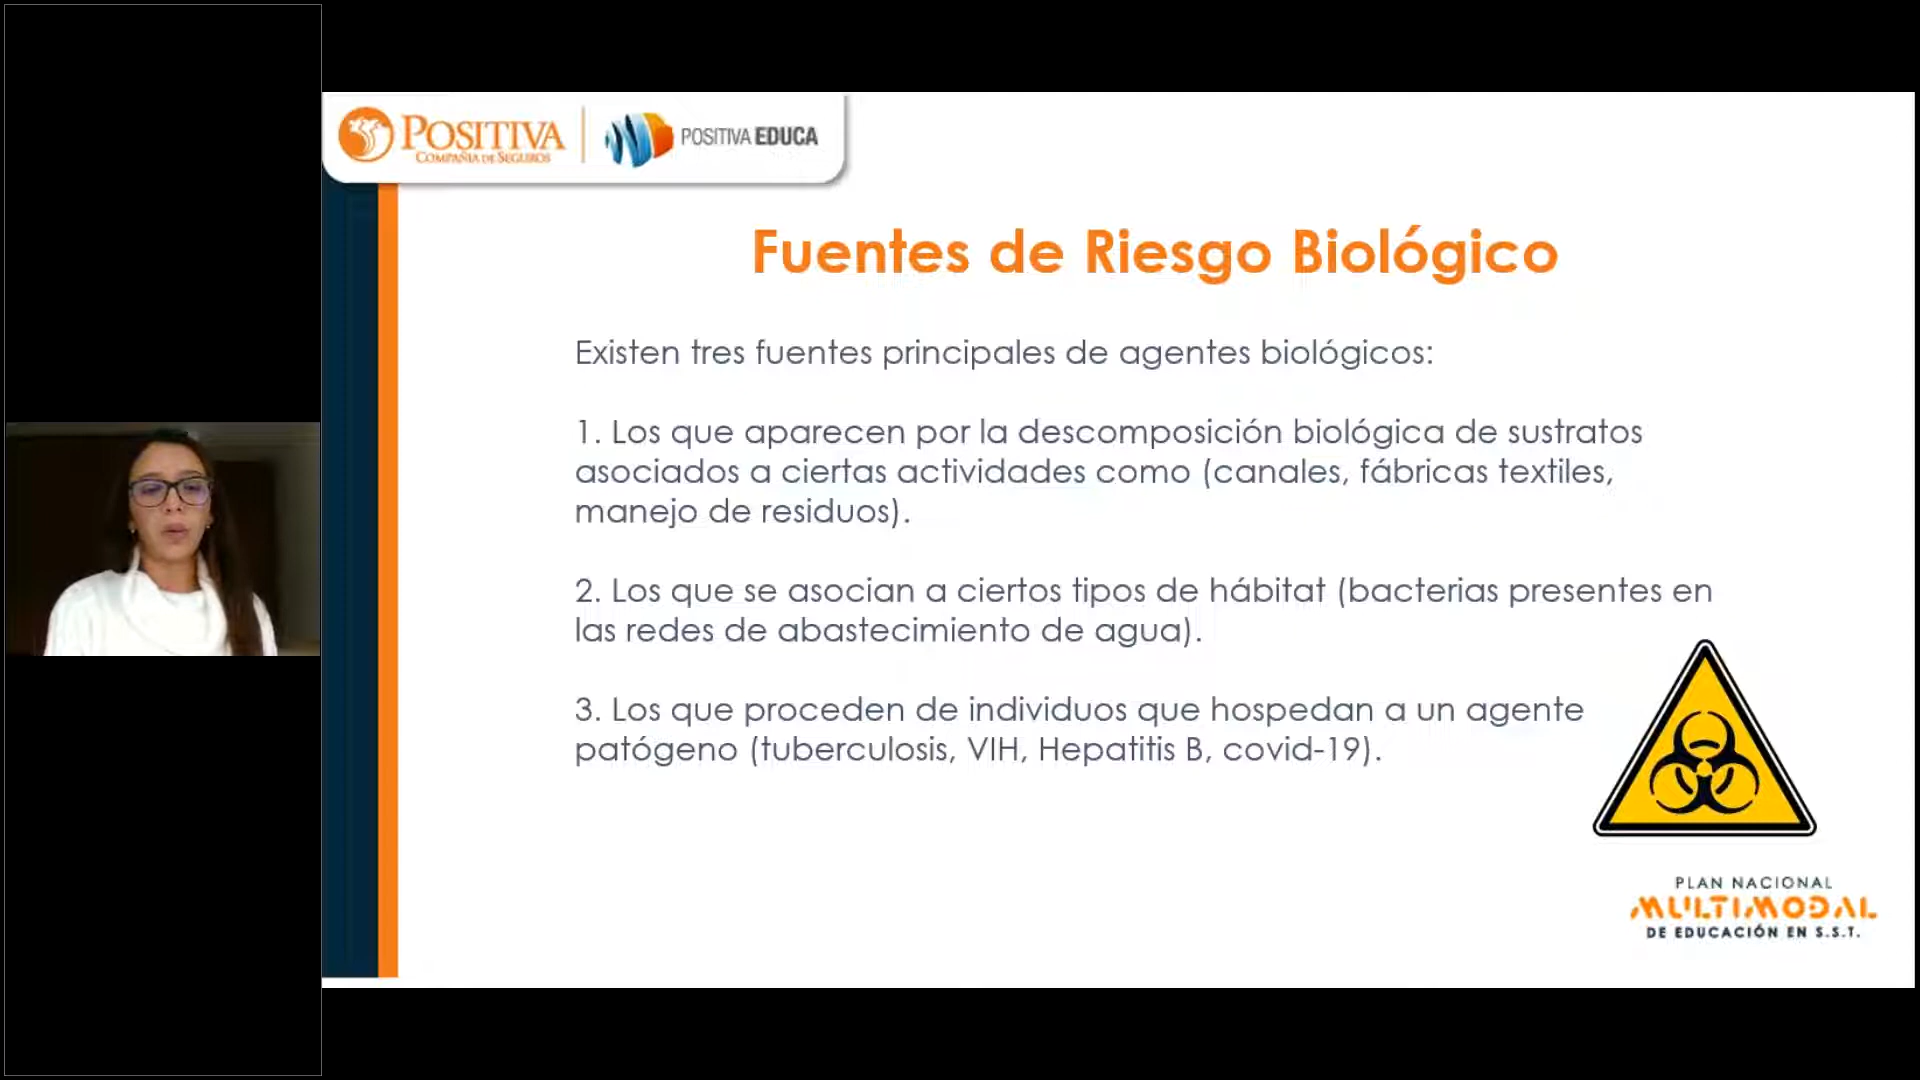 POSITIVA
COMPAÑIA DE SEGUROS
POSITIVA EDUCA
Fuentes de Riesgo Biológico
Existen tres fuentes principales de agentes biológicos:
1. Los que aparecen por la descomposición biológica de sustratos
asociados a ciertas actividades como (canales, fábricas textiles,
manejo de residuos).
2. Los que se asocian a ciertos tipos de hábitat (bacterias presentes en
las redes de abastecimiento de agua).
3. Los que proceden de individuos que hospedan a un agente
patógeno (tuberculosis, VIH, Hepatitis B, covid-19).
PLAN NACIONAL
MULTIMODAL
DE EDUCACIÓN EN S.S.T.